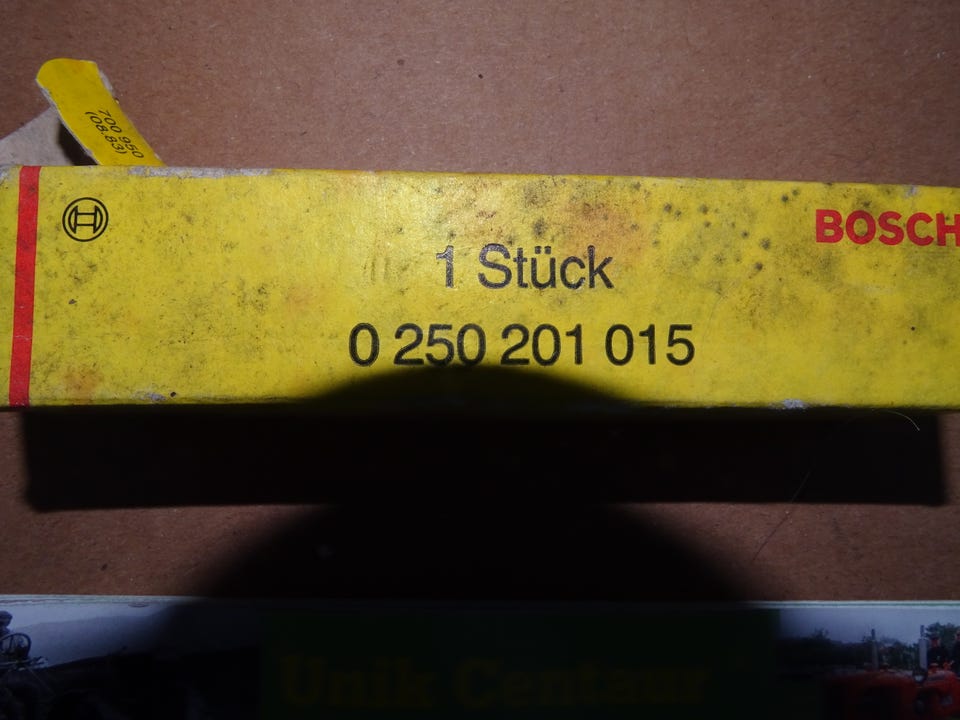 700 950
(08.83)
BOSCH
1 Stück
0 250 201 015
Unik Centaur